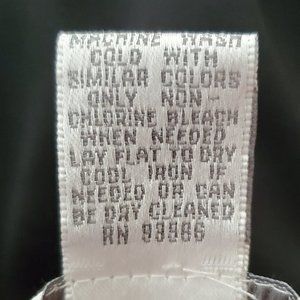 MACHINE WASH
COLD WITH
SIMILAR COLORS
ONLY NON-
CHLORINE BLEACH
WHEN NEEDED
LAY FLAT TO DRY
COOL IRON IF
NEEDED OR CAN
BE DRY CLEANED
RN